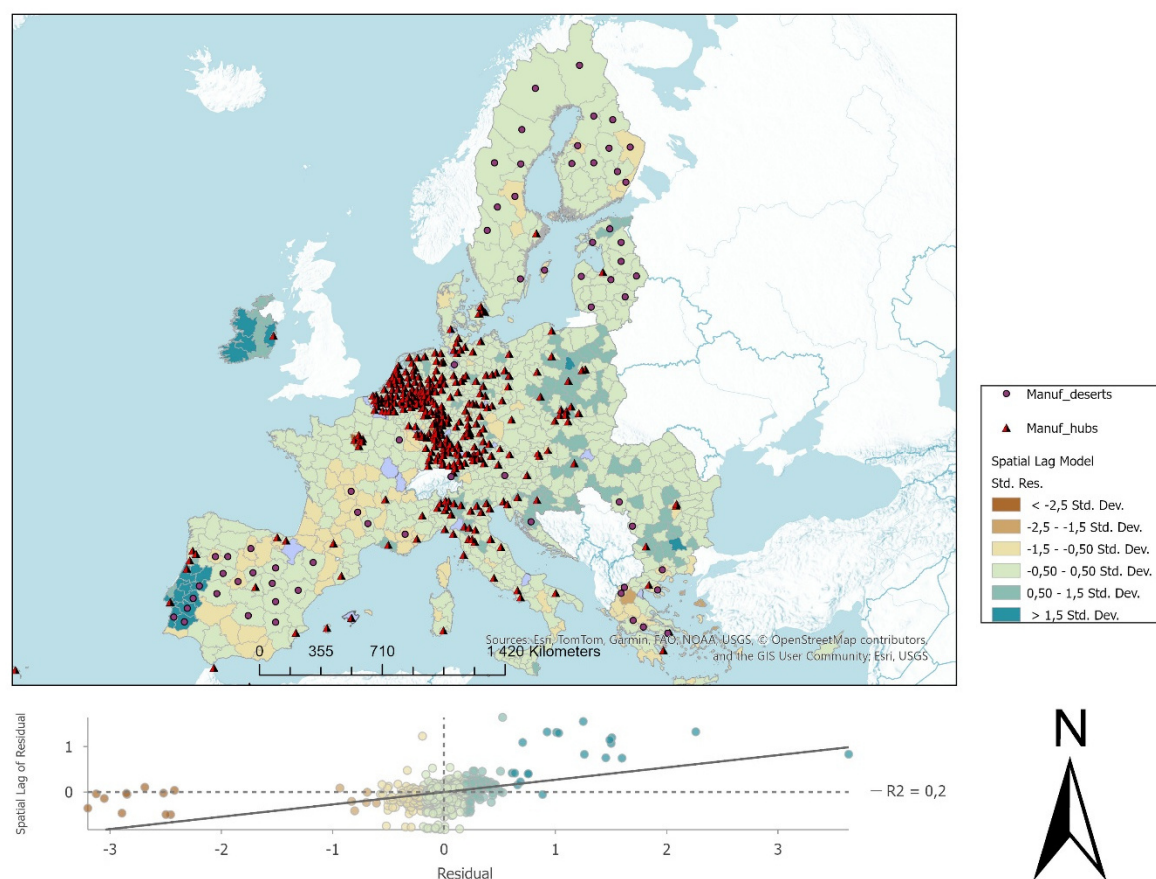 Manuf_deserts
Manuf_hubs
Spatial Lag Model
Std. Res.
< -2,5 Std. Dev.
-2,5 - -1,5 Std. Dev.
-1,5 - -0,50 Std. Dev.
-0,50 - 0,50 Std. Dev.
0,50 - 1,5 Std. Dev.
> 1,5 Std. Dev.
Sources: Esri, TomTom, Garmin, FAO, NOAA, USGS, © OpenStreetMap contributors,
and the GIS User Community; Esri, USGS
0 355 710 1 420 Kilometers
Spatial Lag of Residual
1
0
R2 = 0,2
-3 -2 -1 0 1 2 3
Residual
N